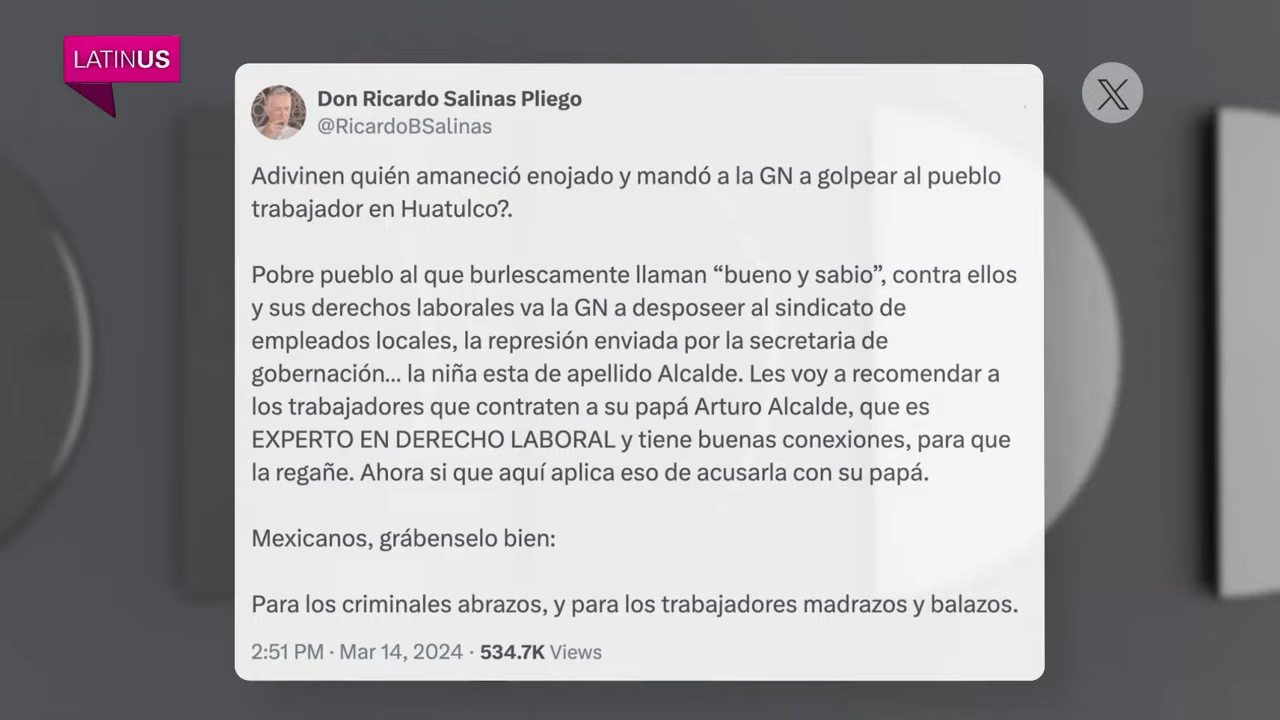 LATINUS
Don Ricardo Salinas Pliego
@RicardoBSalinas
Adivinen quién amaneció enojado y mandó a la GN a golpear al pueblo
trabajador en Huatulco?.
Pobre pueblo al que burlescamente llaman “bueno y sabio”, contra ellos
y sus derechos laborales va la GN a desposeer al sindicato de
empleados locales, la represión enviada por la secretaria de
gobernación... la niña esta de apellido Alcalde. Les voy a recomendar a
los trabajadores que contraten a su papá Arturo Alcalde, que es
EXPERTO EN DERECHO LABORAL y tiene buenas conexiones, para que
la regañe. Ahora si que aquí aplica eso de acusarla con su papá.
Mexicanos, grábenselo bien:
Para los criminales abrazos, y para los trabajadores madrazos y balazos.
2:51 PM · Mar 14, 2024 · 534.7K Views